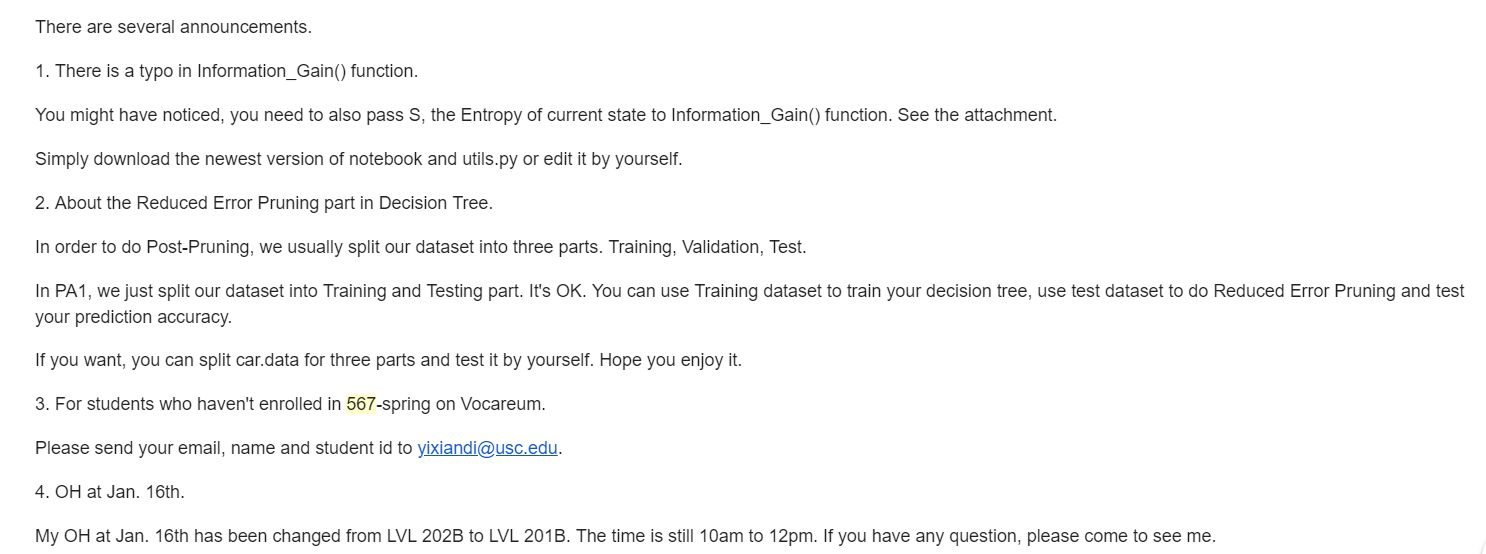 There are several announcements.
1. There is a typo in Information_Gain() function.
You might have noticed, you need to also pass S, the Entropy of current state to Information_Gain() function. See the attachment.
Simply download the newest version of notebook and utils.py or edit it by yourself.
2. About the Reduced Error Pruning part in Decision Tree.
In order to do Post-Pruning, we usually split our dataset into three parts. Training, Validation, Test.
In PA1, we just split our dataset into Training and Testing part. It's OK. You can use Training dataset to train your decision tree, use test dataset to do Reduced Error Pruning and test
your prediction accuracy.
If you want, you can split car.data for three parts and test it by yourself. Hope you enjoy it.
3. For students who haven't enrolled in 567-spring on Vocareum.
Please send your email, name and student id to yixiandi@usc.edu.
4. OH at Jan. 16th.
My OH at Jan. 16th has been changed from LVL 202B to LVL 201B. The time is still 10am to 12pm. If you have any question, please come to see me.